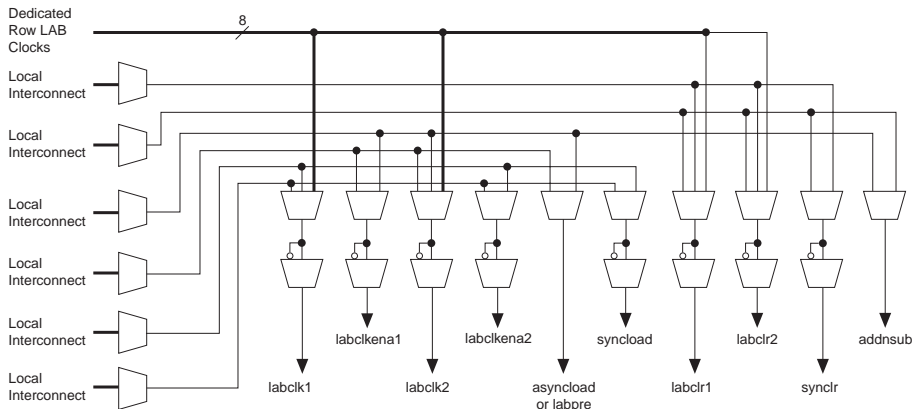 Dedicated
Row LAB
Clocks
8
Local
Interconnect
Local
Interconnect
Local
Interconnect
Local
Interconnect
Local
Interconnect
Local
Interconnect
labclkena1
labclkena2
syncload
labclr2
addnsub
labclk1
labclk2
asyncload
or labpre
labclr1
synclr